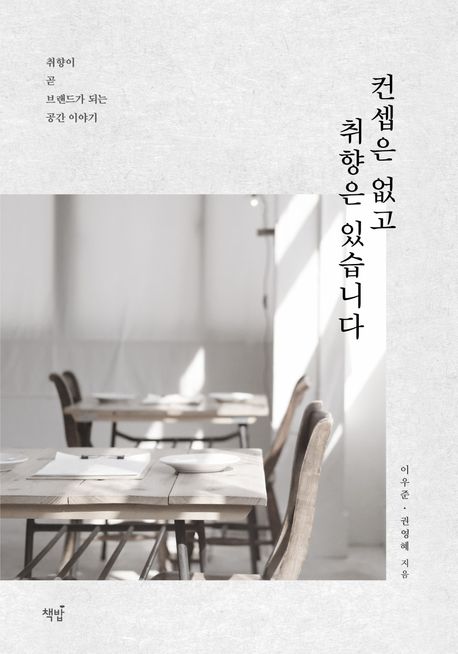 취향이
곧
브랜드가 되는
공간 이야기
컨셉은 없고
취향은 있습니다
이우준 · 권영혜 지음
책밥